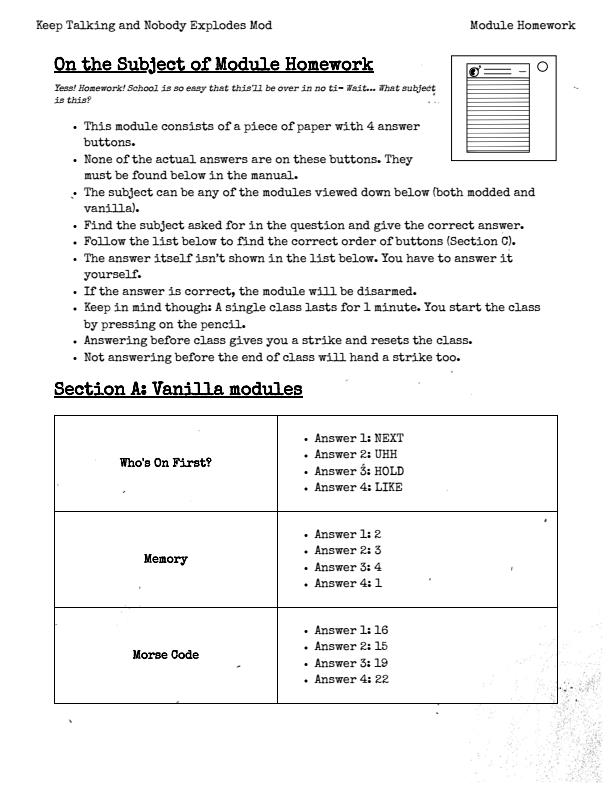 Keep Talking and Nobody Explodes Mod
Module Homework
On the Subject of Module Homework
Yess! Homework! School is so easy that this'll be over in no ti- Wait... What subject
is this?
• This module consists of a piece of paper with 4 answer
buttons.
• None of the actual answers are on these buttons. They
must be found below in the manual.
• The subject can be any of the modules viewed down below (both modded and
vanilla).
• Find the subject asked for in the question and give the correct answer.
• Follow the list below to find the correct order of buttons (Section C).
• The answer itself isn't shown in the list below. You have to answer it
yourself.
• If the answer is correct, the module will be disarmed.
• Keep in mind though: A single class lasts for 1 minute. You start the class
by pressing on the pencil.
• Answering before class gives you a strike and resets the class.
• Not answering before the end of class will hand a strike too.
Section A: Vanilla modules
Who's On First?
• Answer 1: NEXT
• Answer 2: UHH
• Answer 3: HOLD
• Answer 4: LIKE
Memory
• Answer 1: 2
• Answer 2: 3
• Answer 3: 4
• Answer 4: 1
Morse Code
• Answer 1: 16
• Answer 2: 15
• Answer 3: 19
• Answer 4: 22